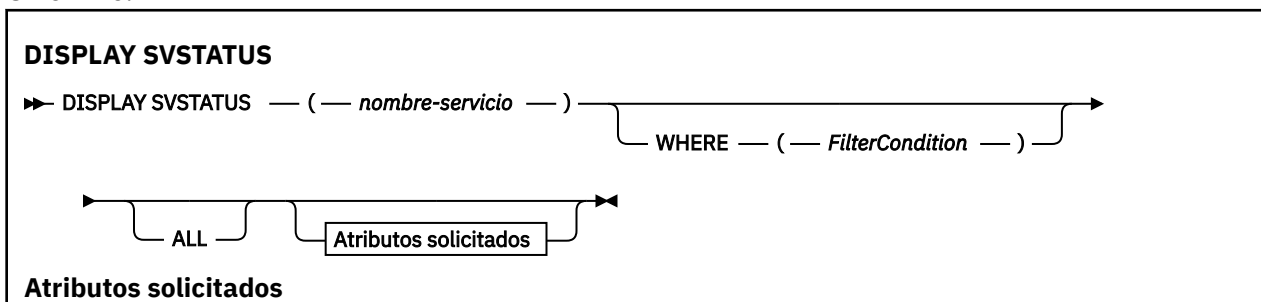 DISPLAY SVSTATUS
DISPLAY SVSTATUS ( nombre-servicio )
WHERE ( FilterCondition )
ALL Atributos solicitados
Atributos solicitados